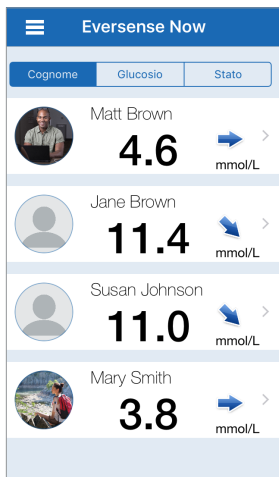 Eversense Now
Cognome Glucosio Stato
Matt Brown
4.6
mmol/L
Jane Brown
11.4
mmol/L
Susan Johnson
11.0
mmol/L
Mary Smith
3.8
mmol/L